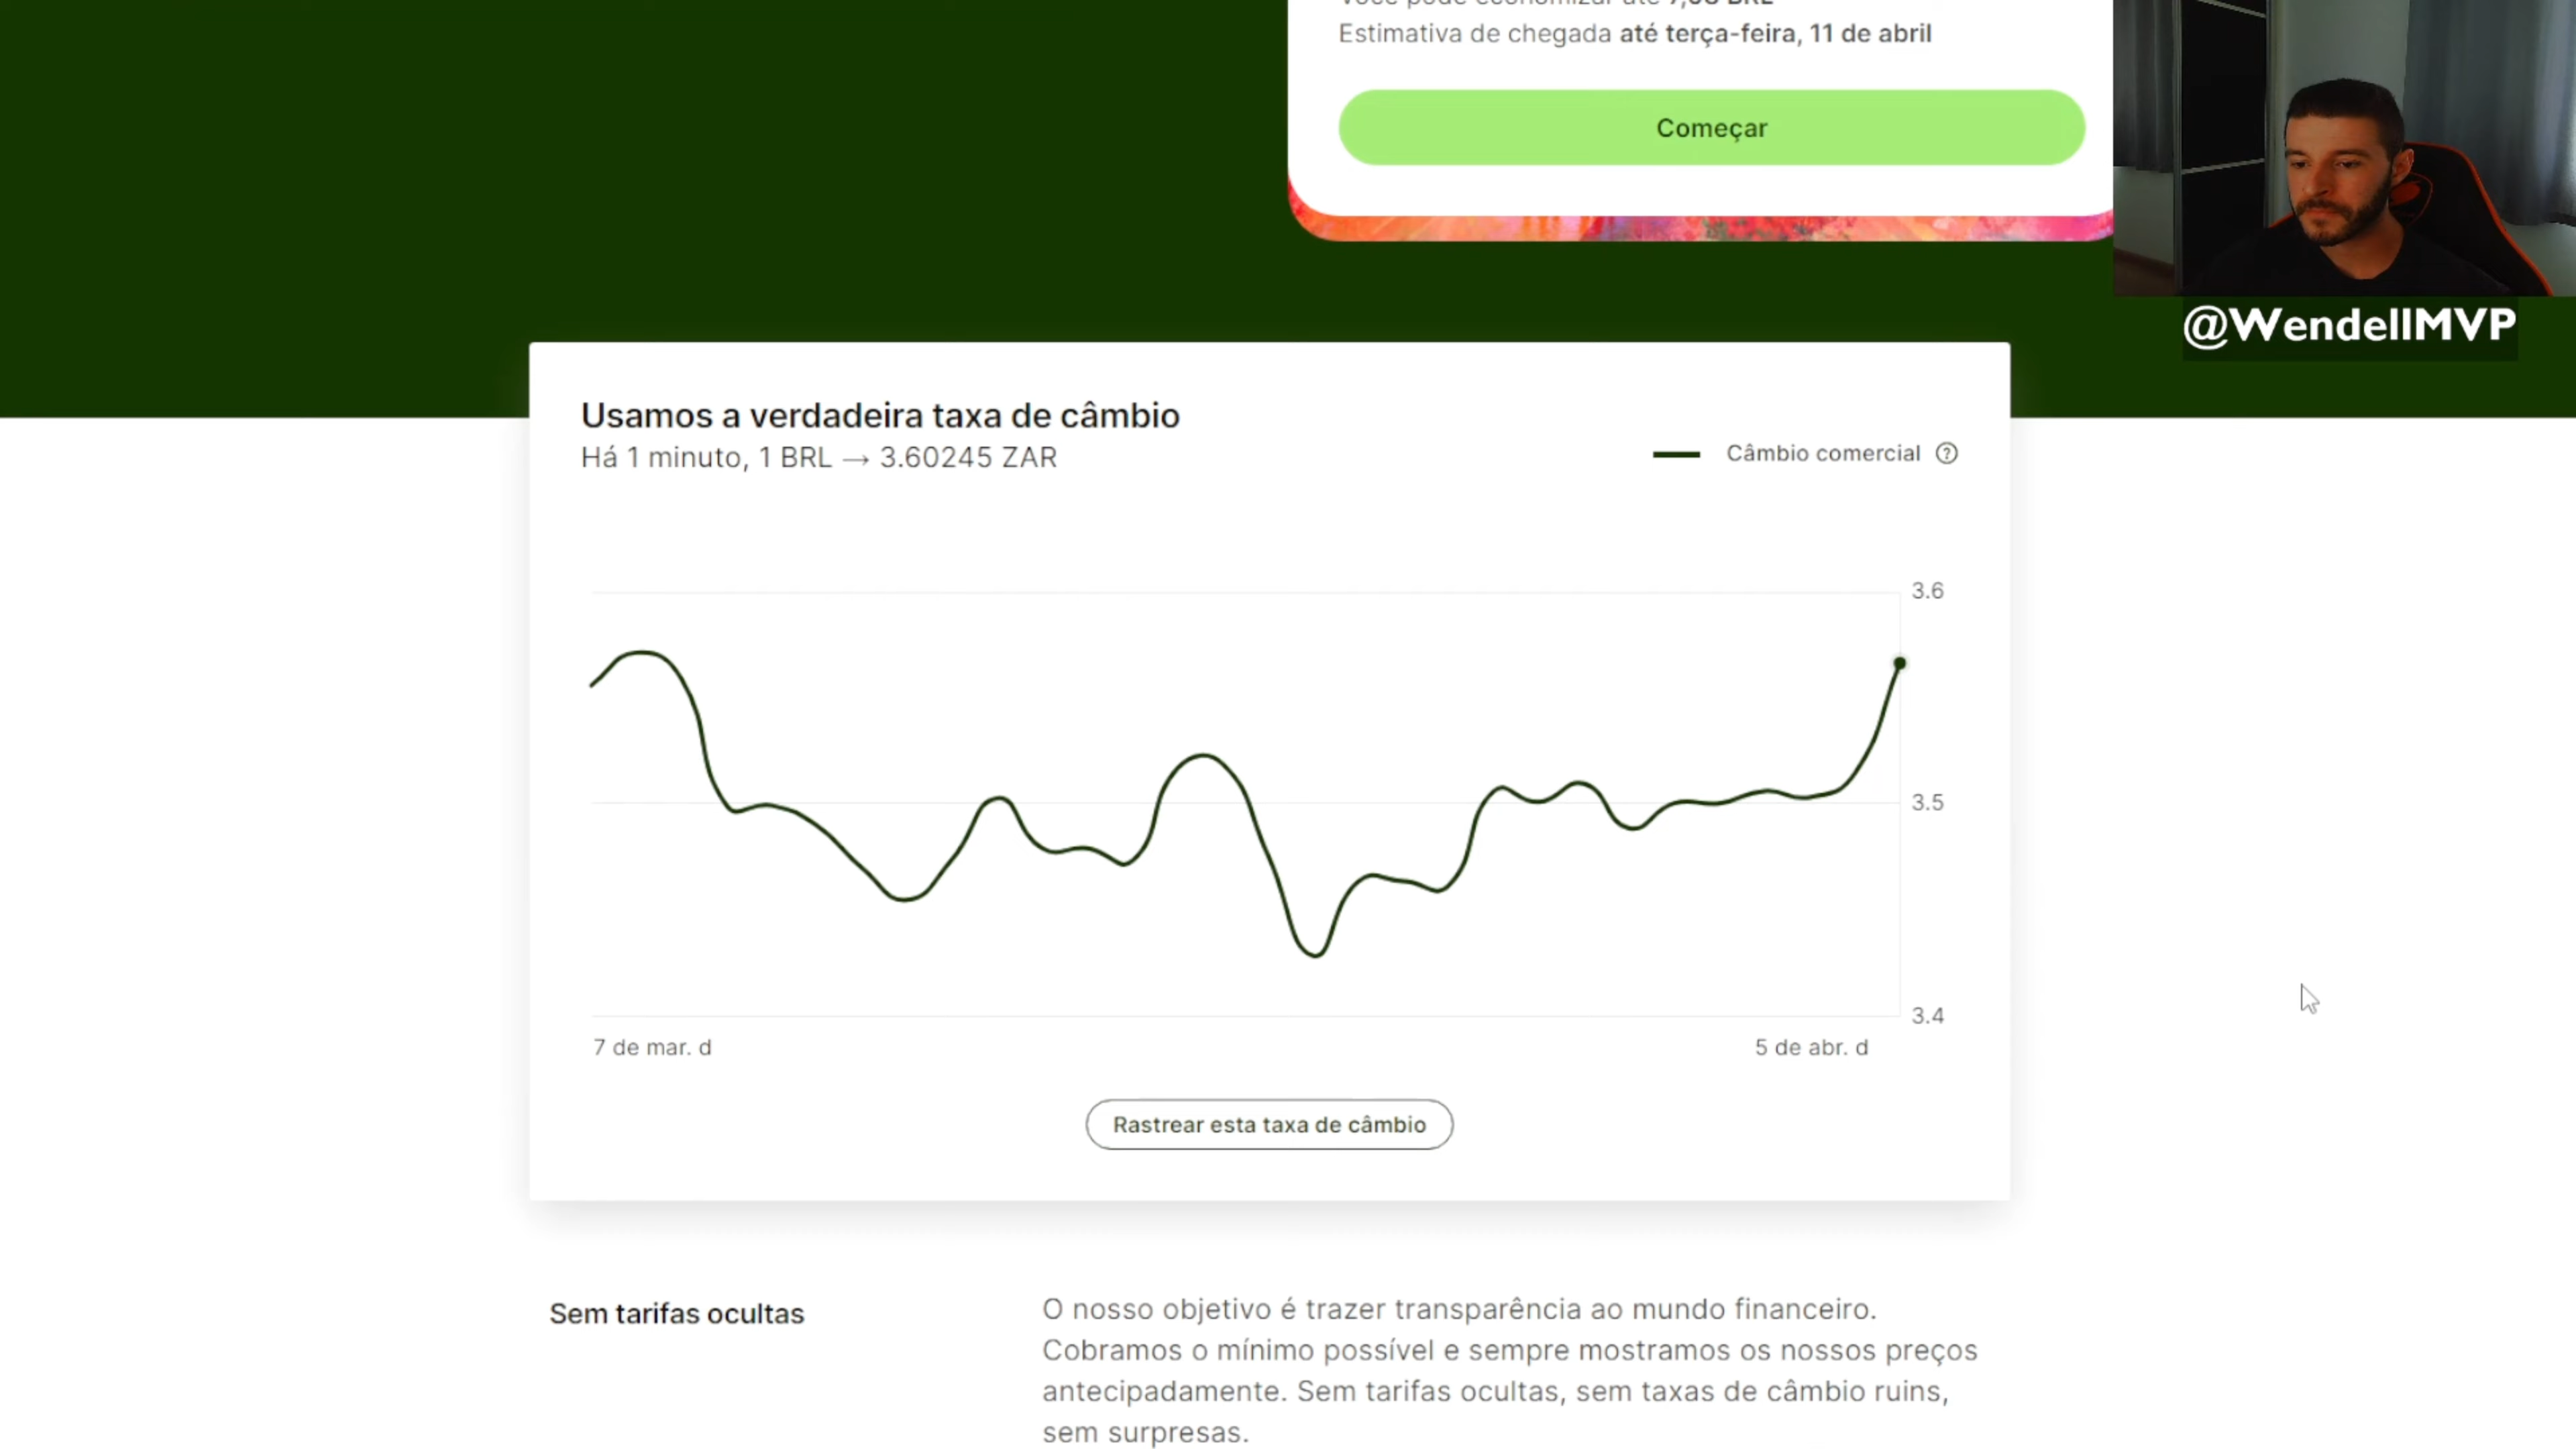 Estimativa de chegada até terça-feira, 11 de abril
Começar
@WendellMVP
Usamos a verdadeira taxa de câmbio
Há 1 minuto, 1 BRL → 3.60245 ZAR
Câmbio comercial ?
3.6
3.5
3.4
7 de mar. d
5 de abr. d
Rastrear esta taxa de câmbio
Sem tarifas ocultas
O nosso objetivo é trazer transparência ao mundo financeiro.
Cobramos o mínimo possível e sempre mostramos os nossos preços
antecipadamente. Sem tarifas ocultas, sem taxas de câmbio ruins,
sem surpresas.